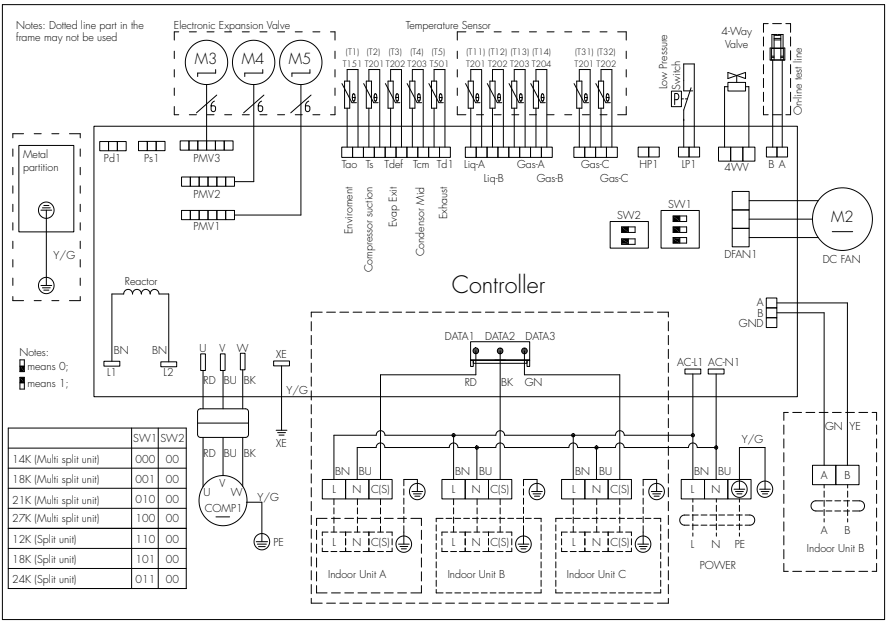 Notes: Dotted line part in the
frame may not be used
Electronic Expansion Valve
Temperature Sensor
4-Way
Valve
Low Pressure
Switch
On-line test line
M3 M4 M5
(T1) (T2) (T3) (T4) (T5)
T151 T201 T202 T203 T501
(T11) (T12) (T13) (T14)
T201 T202 T203 T204
(T31) (T32)
T201 T202
6 6 6
P
Metal
partition
Y/G
Pd1 Ps1 PMV3
PMV2
PMV1
Tao Ts Tdef Tcm Td1
Liq-A Gas-A
Liq-B Gas-B
Gas-C
Gas-C
HP1 LP1 4WV B A
Enviroment
Compressor suction
Evap Exit
Condensor Mid
Exhaust
SW2 SW1
DFAN1
M2
DC FAN
Controller
Reactor
BN BN
L1 L2
U V W
RD BU BK
XE
Y/G
XE
DATA1 DATA2 DATA3
RD BK GN
AC-L1 AC-N1
A
B
GND
Notes:
means 0;
means 1;
SW1 SW2
14K (Multi split unit) 000 00
18K (Multi split unit) 001 00
21K (Multi split unit) 010 00
27K (Multi split unit) 100 00
12K (Split unit) 110 00
18K (Split unit) 101 00
24K (Split unit) 011 00
RD BU BK
U V W
COMP1
Y/G
PE
BN BU BN BU BN BU Y/G
L N C(S) L N C(S) L N C(S) L N
L N C(S) L N C(S) L N C(S) L N PE
Indoor Unit A Indoor Unit B Indoor Unit C POWER
GN YE
A B
A B
Indoor Unit B